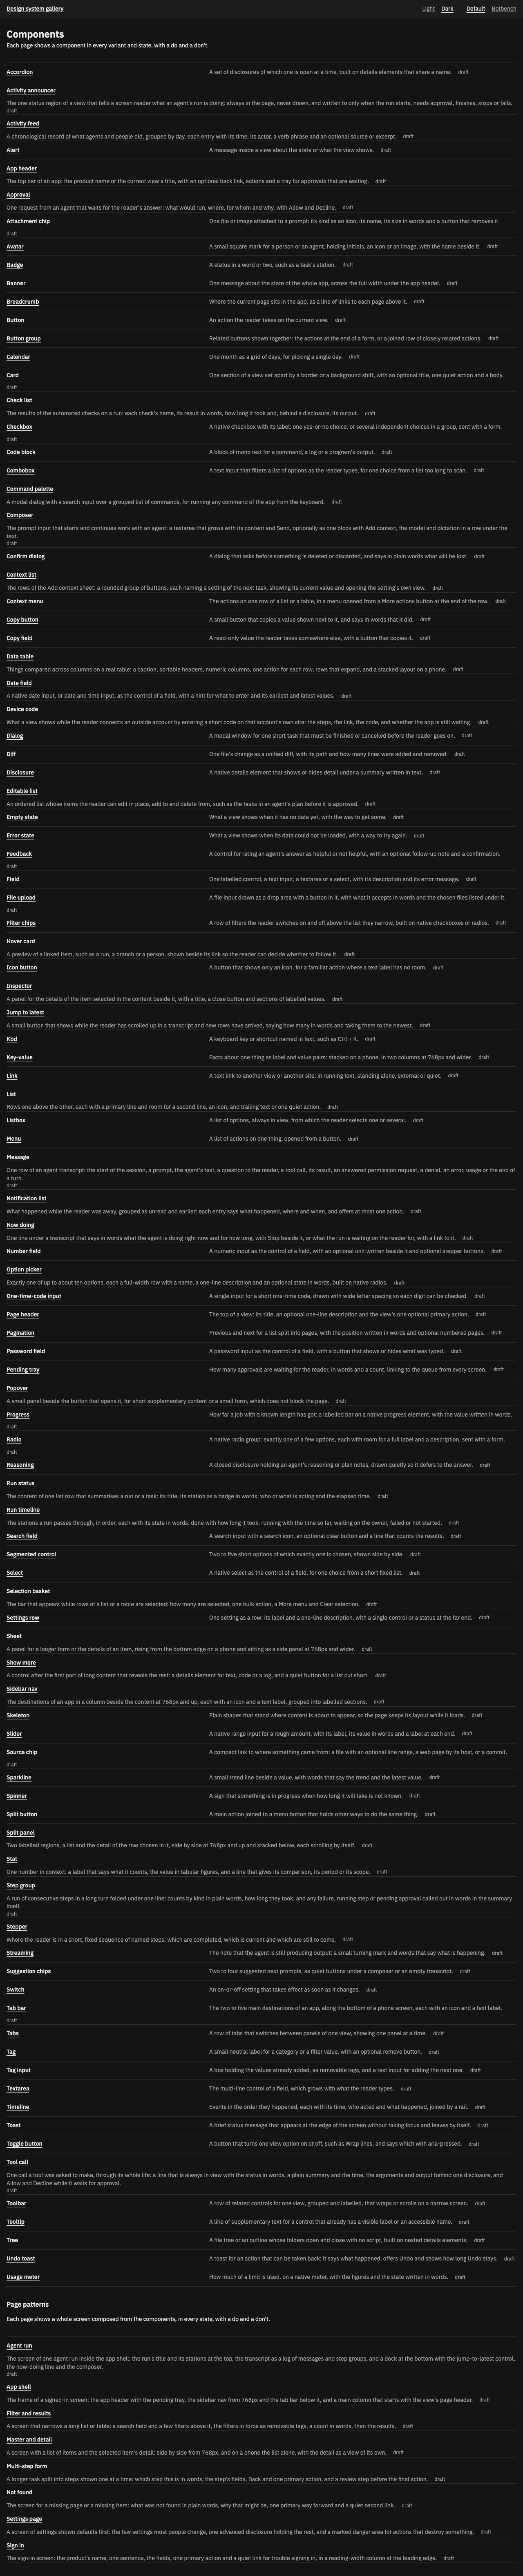 Design system gallery
Light Dark Default Botbench
Components
Each page shows a component in every variant and state, with a do and a don't.
Accordion A set of disclosures of which one is open at a time, built on details elements that share a name. draft
Activity announcer
The one status region of a view that tells a screen reader what an agent's run is doing: always in the page, never drawn, and written to only when the run starts, needs approval, finishes, stops or fails.
draft
Activity feed
A chronological record of what agents and people did, grouped by day, each entry with its time, its actor, a verb phrase and an optional source or excerpt. draft
Alert A message inside a view about the state of what the view shows. draft
App header
The top bar of an app: the product name or the current view's title, with an optional back link, actions and a tray for approvals that are waiting. draft
Approval
One request from an agent that waits for the reader's answer: what would run, where, for whom and why, with Allow and Decline. draft
Attachment chip One file or image attached to a prompt: its kind as an icon, its name, its size in words and a button that removes it.
draft
Avatar A small square mark for a person or an agent, holding initials, an icon or an image, with the name beside it. draft
Badge A status in a word or two, such as a task's station. draft
Banner One message about the state of the whole app, across the full width under the app header. draft
Breadcrumb Where the current page sits in the app, as a line of links to each page above it. draft
Button An action the reader takes on the current view. draft
Button group Related buttons shown together: the actions at the end of a form, or a joined row of closely related actions. draft
Calendar One month as a grid of days, for picking a single day. draft
Card One section of a view set apart by a border or a background shift, with an optional title, one quiet action and a body.
draft
Check list
The results of the automated checks on a run: each check's name, its result in words, how long it took and, behind a disclosure, its output. draft
Checkbox A native checkbox with its label: one yes-or-no choice, or several independent choices in a group, sent with a form.
draft
Code block A block of mono text for a command, a log or a program's output. draft
Combobox A text input that filters a list of options as the reader types, for one choice from a list too long to scan. draft
Command palette
A modal dialog with a search input over a grouped list of commands, for running any command of the app from the keyboard. draft
Composer
The prompt input that starts and continues work with an agent: a textarea that grows with its content and Send, optionally as one block with Add context, the model and dictation in a row under the
text.
draft
Confirm dialog A dialog that asks before something is deleted or discarded, and says in plain words what will be lost. draft
Context list
The rows of the Add context sheet: a rounded group of buttons, each naming a setting of the next task, showing its current value and opening the setting's own view. draft
Context menu The actions on one row of a list or a table, in a menu opened from a More actions button at the end of the row. draft
Copy button A small button that copies a value shown next to it, and says in words that it did. draft
Copy field A read-only value the reader takes somewhere else, with a button that copies it. draft
Data table
Things compared across columns on a real table: a caption, sortable headers, numeric columns, one action for each row, rows that expand, and a stacked layout on a phone. draft
Date field
A native date input, or date and time input, as the control of a field, with a hint for what to enter and its earliest and latest values. draft
Device code
What a view shows while the reader connects an outside account by entering a short code on that account's own site: the steps, the link, the code, and whether the app is still waiting. draft
Dialog A modal window for one short task that must be finished or cancelled before the reader goes on. draft
Diff One file's change as a unified diff, with its path and how many lines were added and removed. draft
Disclosure A native details element that shows or hides detail under a summary written in text. draft
Editable list
An ordered list whose items the reader can edit in place, add to and delete from, such as the tasks in an agent's plan before it is approved. draft
Empty state What a view shows when it has no data yet, with the way to get some. draft
Error state What a view shows when its data could not be loaded, with a way to try again. draft
Feedback A control for rating an agent's answer as helpful or not helpful, with an optional follow-up note and a confirmation.
draft
Field One labelled control, a text input, a textarea or a select, with its description and its error message. draft
File upload A file input drawn as a drop area with a button in it, with what it accepts in words and the chosen files listed under it.
draft
Filter chips A row of filters the reader switches on and off above the list they narrow, built on native checkboxes or radios. draft
Hover card
A preview of a linked item, such as a run, a branch or a person, shown beside its link so the reader can decide whether to follow it. draft
Icon button A button that shows only an icon, for a familiar action where a text label has no room. draft
Inspector
A panel for the details of the item selected in the content beside it, with a title, a close button and sections of labelled values. draft
Jump to latest
A small button that shows while the reader has scrolled up in a transcript and new rows have arrived, saying how many in words and taking them to the newest. draft
Kbd A keyboard key or shortcut named in text, such as Ctrl + K. draft
Key-value Facts about one thing as label and value pairs: stacked on a phone, in two columns at 768px and wider. draft
Link A text link to another view or another site: in running text, standing alone, external or quiet. draft
List
Rows one above the other, each with a primary line and room for a second line, an icon, and trailing text or one quiet action. draft
Listbox A list of options, always in view, from which the reader selects one or several. draft
Menu A list of actions on one thing, opened from a button. draft
Message
One row of an agent transcript: the start of the session, a prompt, the agent's text, a question to the reader, a tool call, its result, an answered permission request, a denial, an error, usage or the end of
a turn.
draft
Notification list
What happened while the reader was away, grouped as unread and earlier: each entry says what happened, where and when, and offers at most one action. draft
Now doing
One line under a transcript that says in words what the agent is doing right now and for how long, with Stop beside it, or what the run is waiting on the reader for, with a link to it. draft
Number field A numeric input as the control of a field, with an optional unit written beside it and optional stepper buttons. draft
Option picker
Exactly one of up to about ten options, each a full-width row with a name, a one-line description and an optional state in words, built on native radios. draft
One-time-code input A single input for a short one-time code, drawn with wide letter spacing so each digit can be checked. draft
Page header The top of a view: its title, an optional one-line description and the view's one optional primary action. draft
Pagination Previous and next for a list split into pages, with the position written in words and optional numbered pages. draft
Password field A password input as the control of a field, with a button that shows or hides what was typed. draft
Pending tray How many approvals are waiting for the reader, in words and a count, linking to the queue from every screen. draft
Popover
A small panel beside the button that opens it, for short supplementary content or a small form, which does not block the page. draft
Progress How far a job with a known length has got: a labelled bar on a native progress element, with the value written in words.
draft
Radio A native radio group: exactly one of a few options, each with room for a full label and a description, sent with a form.
draft
Reasoning A closed disclosure holding an agent's reasoning or plan notes, drawn quietly so it defers to the answer. draft
Run status
The content of one list row that summarises a run or a task: its title, its station as a badge in words, who or what is acting and the elapsed time. draft
Run timeline
The stations a run passes through, in order, each with its state in words: done with how long it took, running with the time so far, waiting on the owner, failed or not started. draft
Search field A search input with a search icon, an optional clear button and a line that counts the results. draft
Segmented control Two to five short options of which exactly one is chosen, shown side by side. draft
Select A native select as the control of a field, for one choice from a short fixed list. draft
Selection basket
The bar that appears while rows of a list or a table are selected: how many are selected, one bulk action, a More menu and Clear selection. draft
Settings row One setting as a row: its label and a one-line description, with a single control or a status at the far end. draft
Sheet
A panel for a longer form or the details of an item, rising from the bottom edge on a phone and sitting as a side panel at 768px and wider. draft
Show more
A control after the first part of long content that reveals the rest: a details element for text, code or a log, and a quiet button for a list cut short. draft
Sidebar nav
The destinations of an app in a column beside the content at 768px and up, each with an icon and a text label, grouped into labelled sections. draft
Skeleton Plain shapes that stand where content is about to appear, so the page keeps its layout while it loads. draft
Slider A native range input for a rough amount, with its label, its value in words and a label at each end. draft
Source chip A compact link to where something came from: a file with an optional line range, a web page by its host, or a commit.
draft
Sparkline A small trend line beside a value, with words that say the trend and the latest value. draft
Spinner A sign that something is in progress when how long it will take is not known. draft
Split button A main action joined to a menu button that holds other ways to do the same thing. draft
Split panel
Two labelled regions, a list and the detail of the row chosen in it, side by side at 768px and up and stacked below, each scrolling by itself. draft
Stat
One number in context: a label that says what it counts, the value in tabular figures, and a line that gives its comparison, its period or its scope. draft
Step group
A run of consecutive steps in a long turn folded under one line: counts by kind in plain words, how long they took, and any failure, running step or pending approval called out in words in the summary
itself.
draft
Stepper
Where the reader is in a short, fixed sequence of named steps: which are completed, which is current and which are still to come. draft
Streaming The note that the agent is still producing output: a small turning mark and words that say what is happening. draft
Suggestion chips Two to four suggested next prompts, as quiet buttons under a composer or an empty transcript. draft
Switch An on-or-off setting that takes effect as soon as it changes. draft
Tab bar The two to five main destinations of an app, along the bottom of a phone screen, each with an icon and a text label.
draft
Tabs A row of tabs that switches between panels of one view, showing one panel at a time. draft
Tag A small neutral label for a category or a filter value, with an optional remove button. draft
Tag input A box holding the values already added, as removable tags, and a text input for adding the next one. draft
Textarea The multi-line control of a field, which grows with what the reader types. draft
Timeline Events in the order they happened, each with its time, who acted and what happened, joined by a rail. draft
Toast A brief status message that appears at the edge of the screen without taking focus and leaves by itself. draft
Toggle button A button that turns one view option on or off, such as Wrap lines, and says which with aria-pressed. draft
Tool call
One call a tool was asked to make, through its whole life: a line that is always in view with the status in words, a plain summary and the time, the arguments and output behind one disclosure, and
Allow and Decline while it waits for approval.
draft
Toolbar A row of related controls for one view, grouped and labelled, that wraps or scrolls on a narrow screen. draft
Tooltip A line of supplementary text for a control that already has a visible label or an accessible name. draft
Tree A file tree or an outline whose folders open and close with no script, built on nested details elements. draft
Undo toast A toast for an action that can be taken back: it says what happened, offers Undo and shows how long Undo stays. draft
Usage meter How much of a limit is used, on a native meter, with the figures and the state written in words. draft
Page patterns
Each page shows a whole screen composed from the components, in every state, with a do and a don't.
Agent run
The screen of one agent run inside the app shell: the run's title and its stations at the top, the transcript as a log of messages and step groups, and a dock at the bottom with the jump-to-latest control,
the now-doing line and the composer.
draft
App shell
The frame of a signed-in screen: the app header with the pending tray, the sidebar nav from 768px and the tab bar below it, and a main column that starts with the view's page header. draft
Filter and results
A screen that narrows a long list or table: a search field and a few filters above it, the filters in force as removable tags, a count in words, then the results. draft
Master and detail
A screen with a list of items and the selected item's detail: side by side from 768px, and on a phone the list alone, with the detail as a view of its own. draft
Multi-step form
A longer task split into steps shown one at a time: which step this is in words, the step's fields, Back and one primary action, and a review step before the final action. draft
Not found
The screen for a missing page or a missing item: what was not found in plain words, why that might be, one primary way forward and a quiet second link. draft
Settings page
A screen of settings shown defaults first: the few settings most people change, one advanced disclosure holding the rest, and a marked danger area for actions that destroy something. draft
Sign in
The sign-in screen: the product's name, one sentence, the fields, one primary action and a quiet link for trouble signing in, in a reading-width column at the leading edge. draft